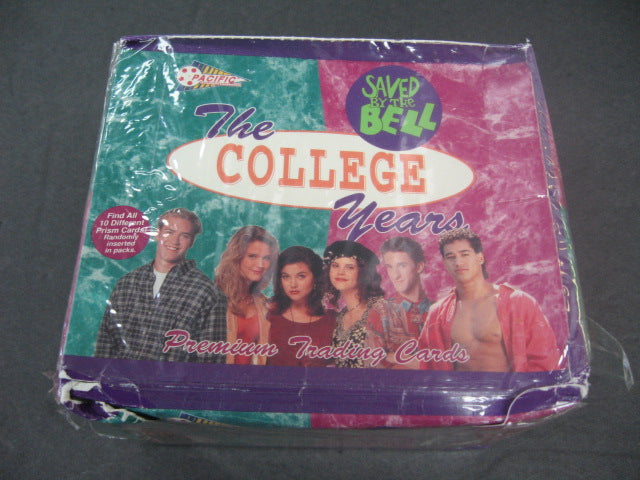 PACIFIC
SAVED
BY THE
BELL
The
COLLEGE
Years
Find All
10 Different
Prism Cards!
Randomly
inserted
in packs.
Premium Trading Cards